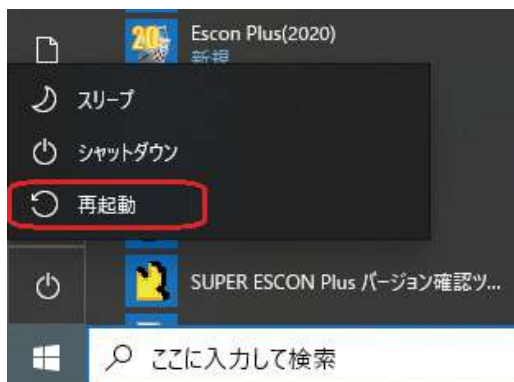 Escon Plus(2020)
新規
スリープ
シャットダウン
再起動
SUPER ESCON Plus バージョン確認ツ...
ここに入力して検索